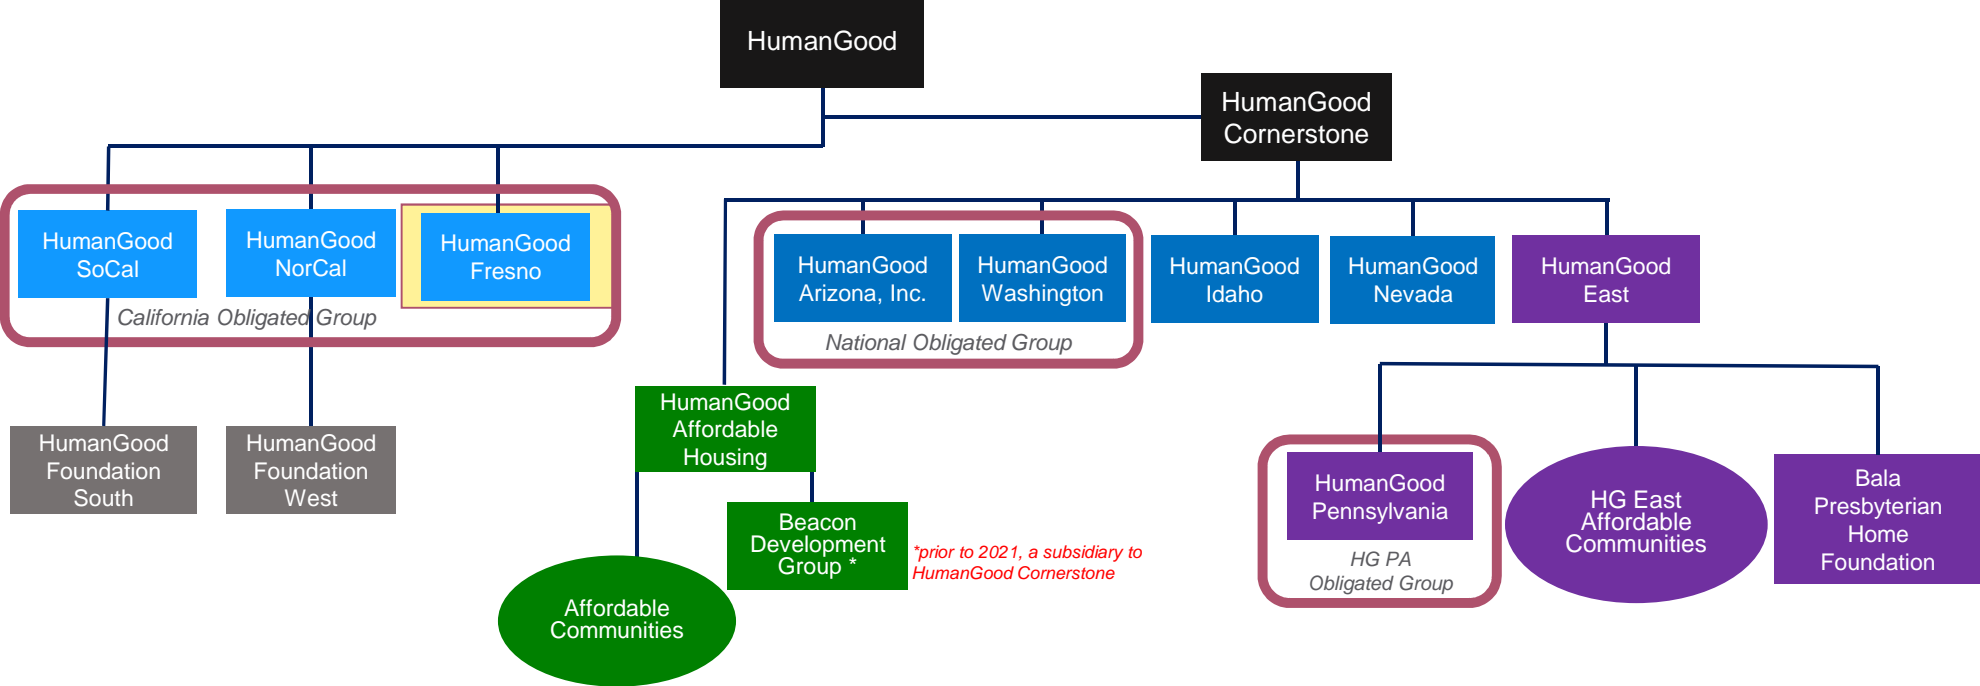 HumanGood
HumanGood
Cornerstone
HumanGood
SoCal
HumanGood
NorCal
HumanGood
Fresno
California Obligated Group
HumanGood
Arizona, Inc.
HumanGood
Washington
National Obligated Group
HumanGood
Idaho
HumanGood
Nevada
HumanGood
East
HumanGood
Foundation
South
HumanGood
Foundation
West
HumanGood
Affordable
Housing
Beacon
Development
Group *
*prior to 2021, a subsidiary to
HumanGood Cornerstone
Affordable
Communities
HumanGood
Pennsylvania
HG PA
Obligated Group
HG East
Affordable
Communities
Bala
Presbyterian
Home
Foundation